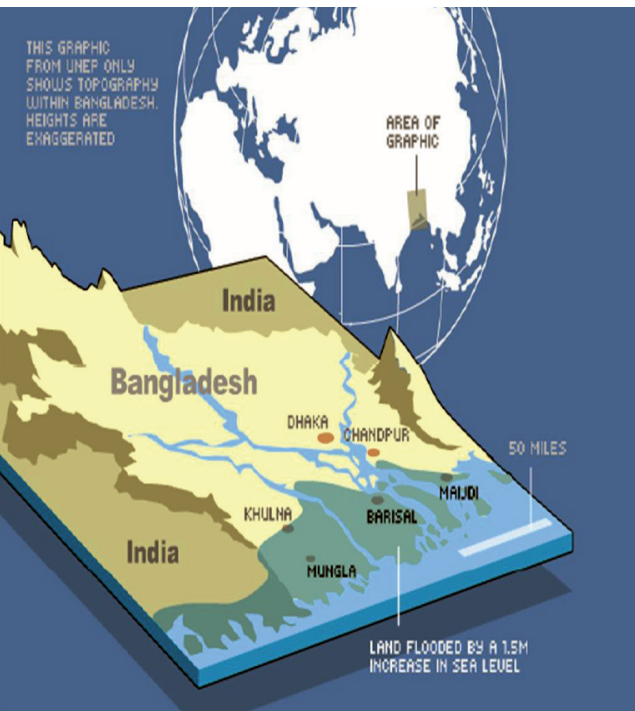 THIS GRAPHIC
FROM UNEP ONLY
SHOWS TOPOGRAPHY
WITHIN BANGLADESH.
HEIGHTS ARE
EXAGGERATED
AREA OF
GRAPHIC
India
Bangladesh
DHAKA
CHANDPUR
50 MILES
MAIJDI
KHULNA
BARISAL
India
MUNGLA
LAND FLOODED BY A 1.5M
INCREASE IN SEA LEVEL